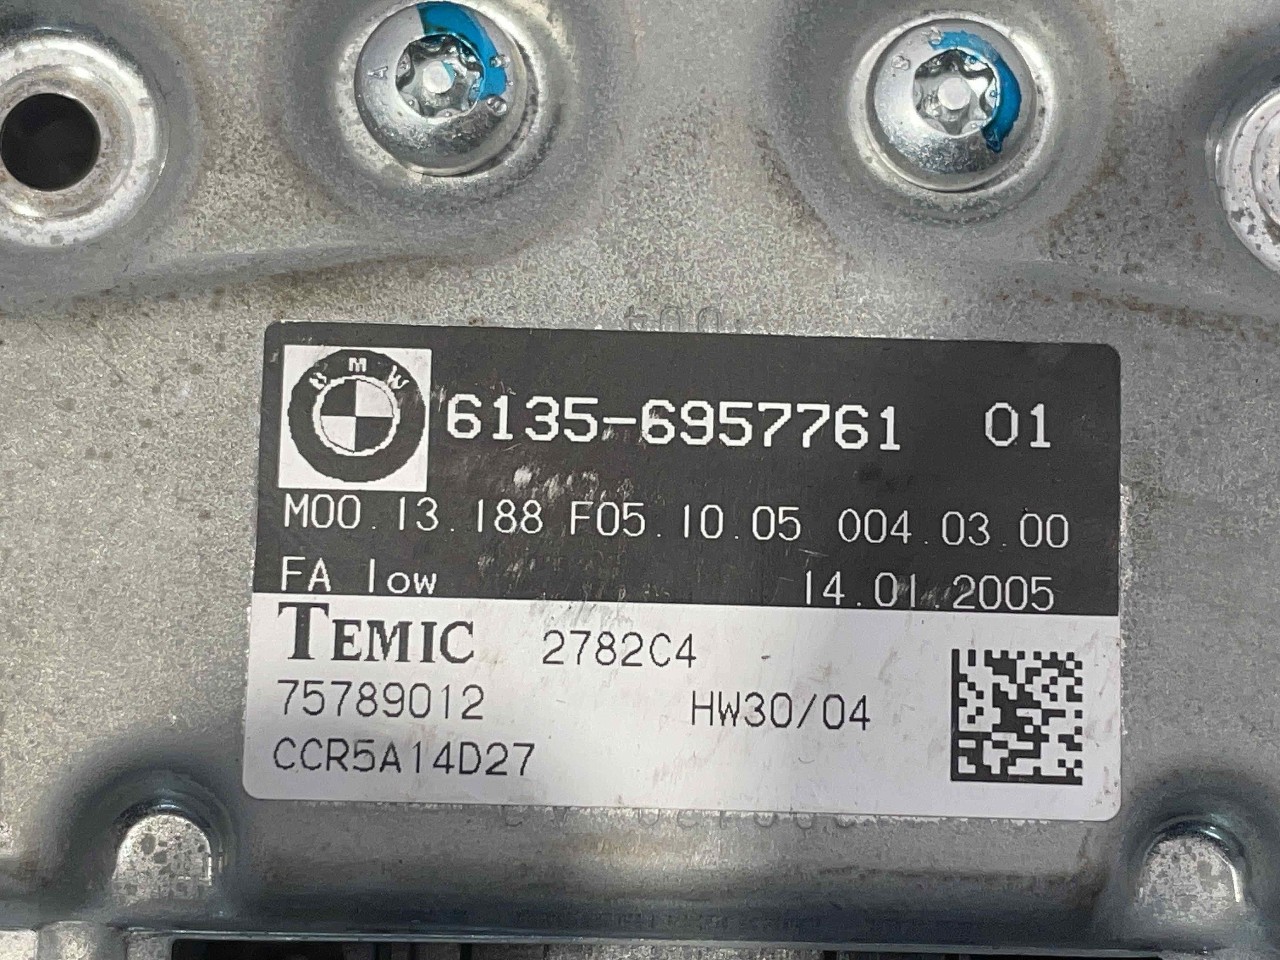 BMW
6135-6957761 01
M00.13.188 F05.10.05 004.03.00
FA low 14.01.2005
TEMIC 2782C4
75789012 HW30/04
CCR5A14D27